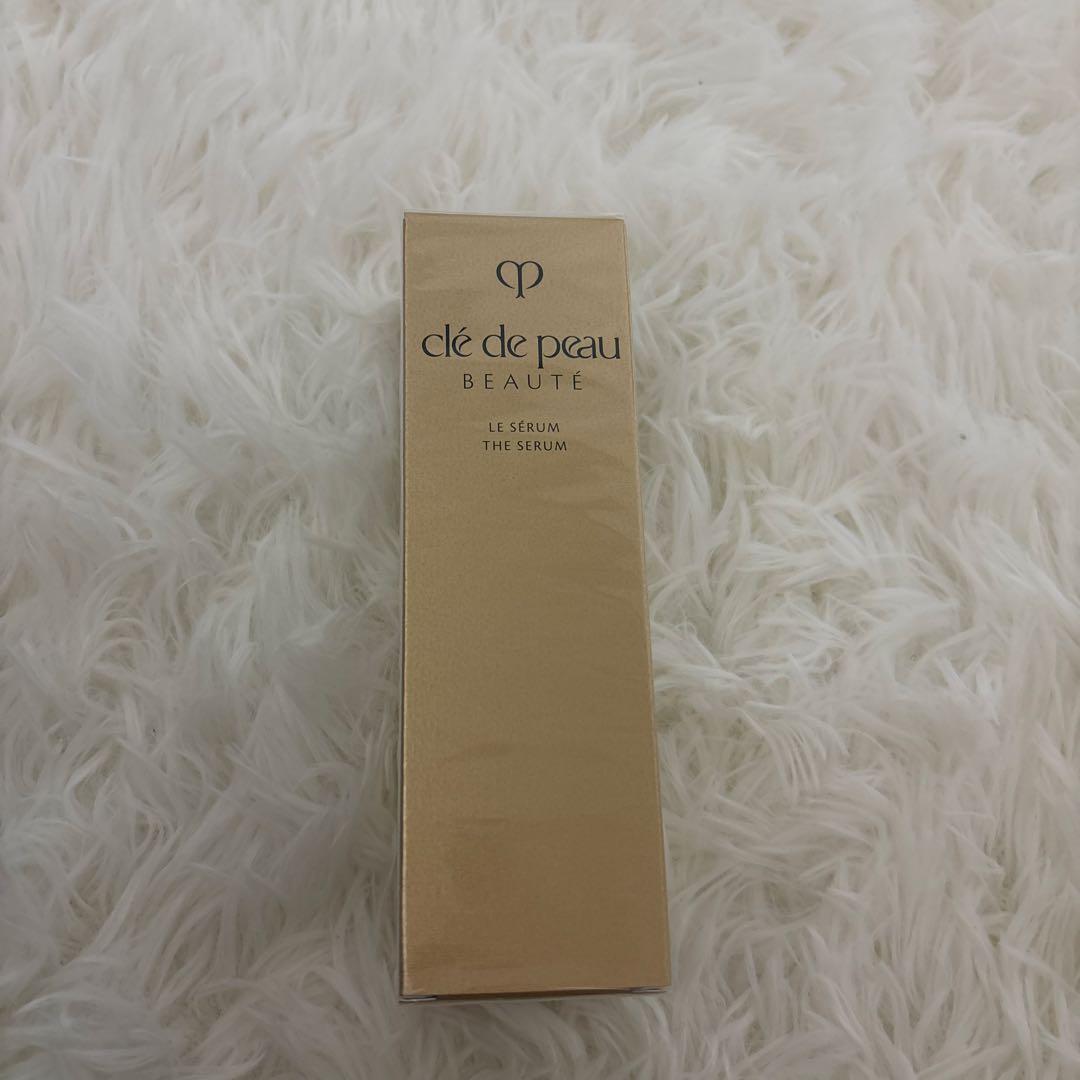 clé de peau
BEAUTÉ
LE SÉRUM
THE SERUM